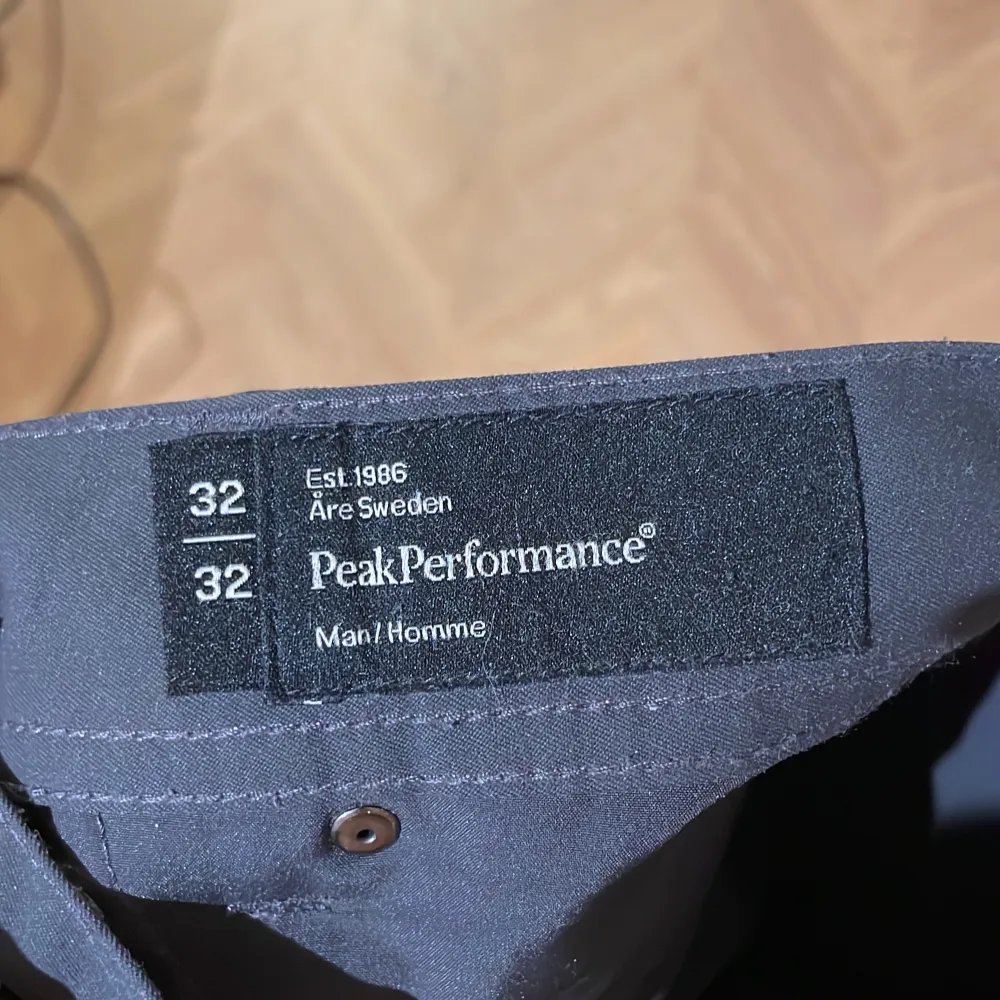 32
32
Est.1986
Åre Sweden
PeakPerformance®
Man/Homme